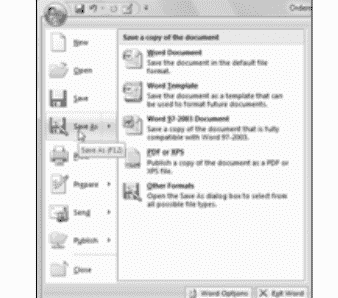 Orders
New
Open
Save
Save As
Save As (F12)
Prepare
Send
Publish
Close
Save a copy of the document
Word Document
Save the document in the default file
format.
Word Template
Save the document as a template that can
be used to format future documents.
Word 97-2003 Document
Save a copy of the document that is fully
compatible with Word 97-2003.
PDF or XPS
Publish a copy of the document as a PDF or
XPS file.
Other Formats
Open the Save As dialog box to select from
all possible file types.
Word Options
Exit Word